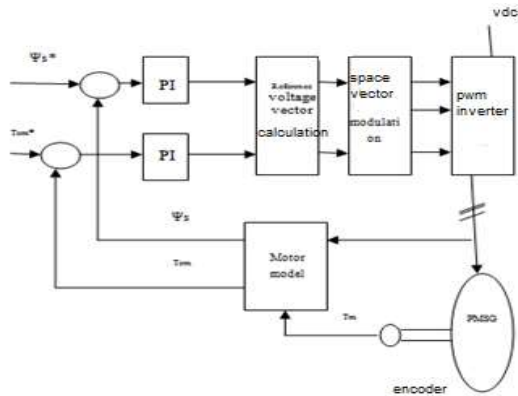 vdc
Ψs*
PI
Reference
voltage
vector
calculation
space
vector
modulati
on
pwm
inverter
Tem*
PI
Ψs
Tem
Motor
model
Tm
PMSG
encoder